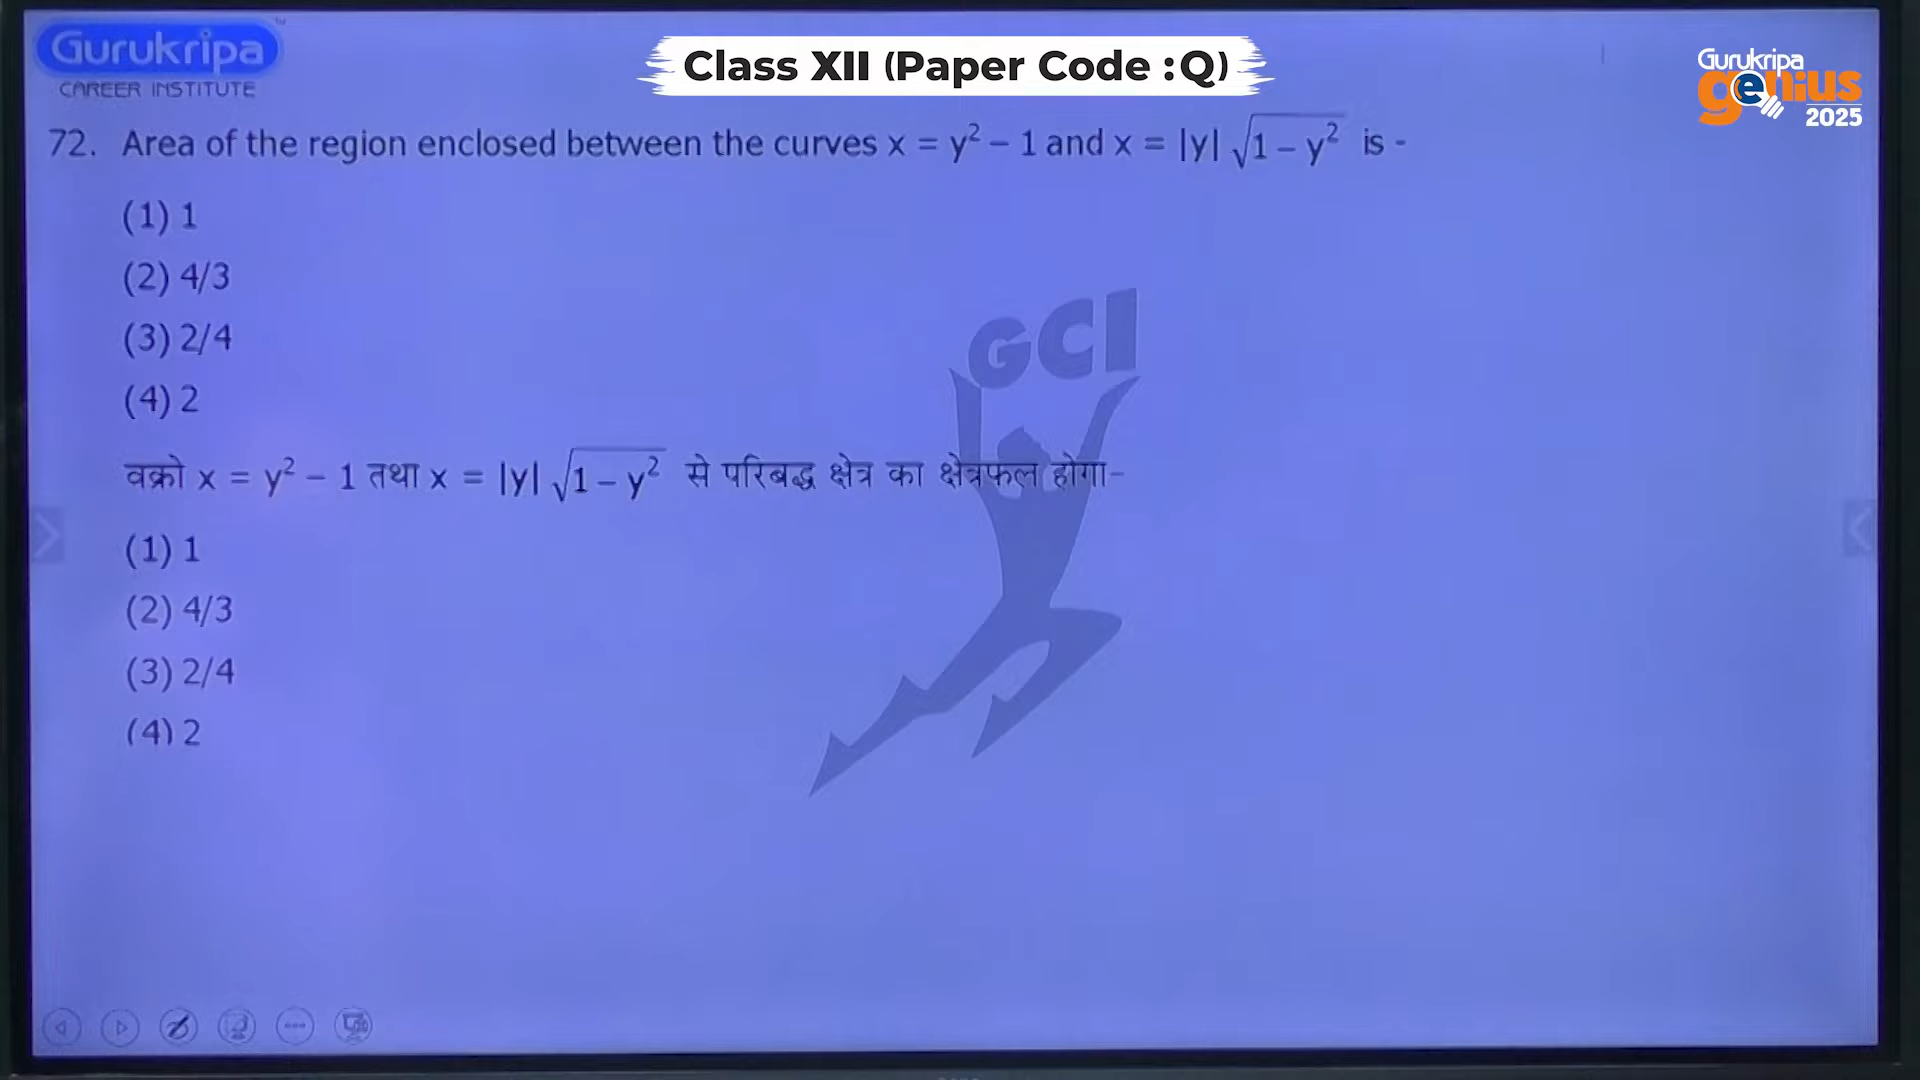 Gurukripa
CAREER INSTITUTE
Class XII (Paper Code :Q)
Gurukripa
genius
2025
72. Area of the region enclosed between the curves x = y² – 1 and x = |y| √(1 – y²) is -
(1) 1
(2) 4/3
(3) 2/4
(4) 2
GCI
वक्रो x = y² – 1 तथा x = |y| √(1 – y²) से परिबद्ध क्षेत्र का क्षेत्रफल होगा–
(1) 1
(2) 4/3
(3) 2/4
(4) 2